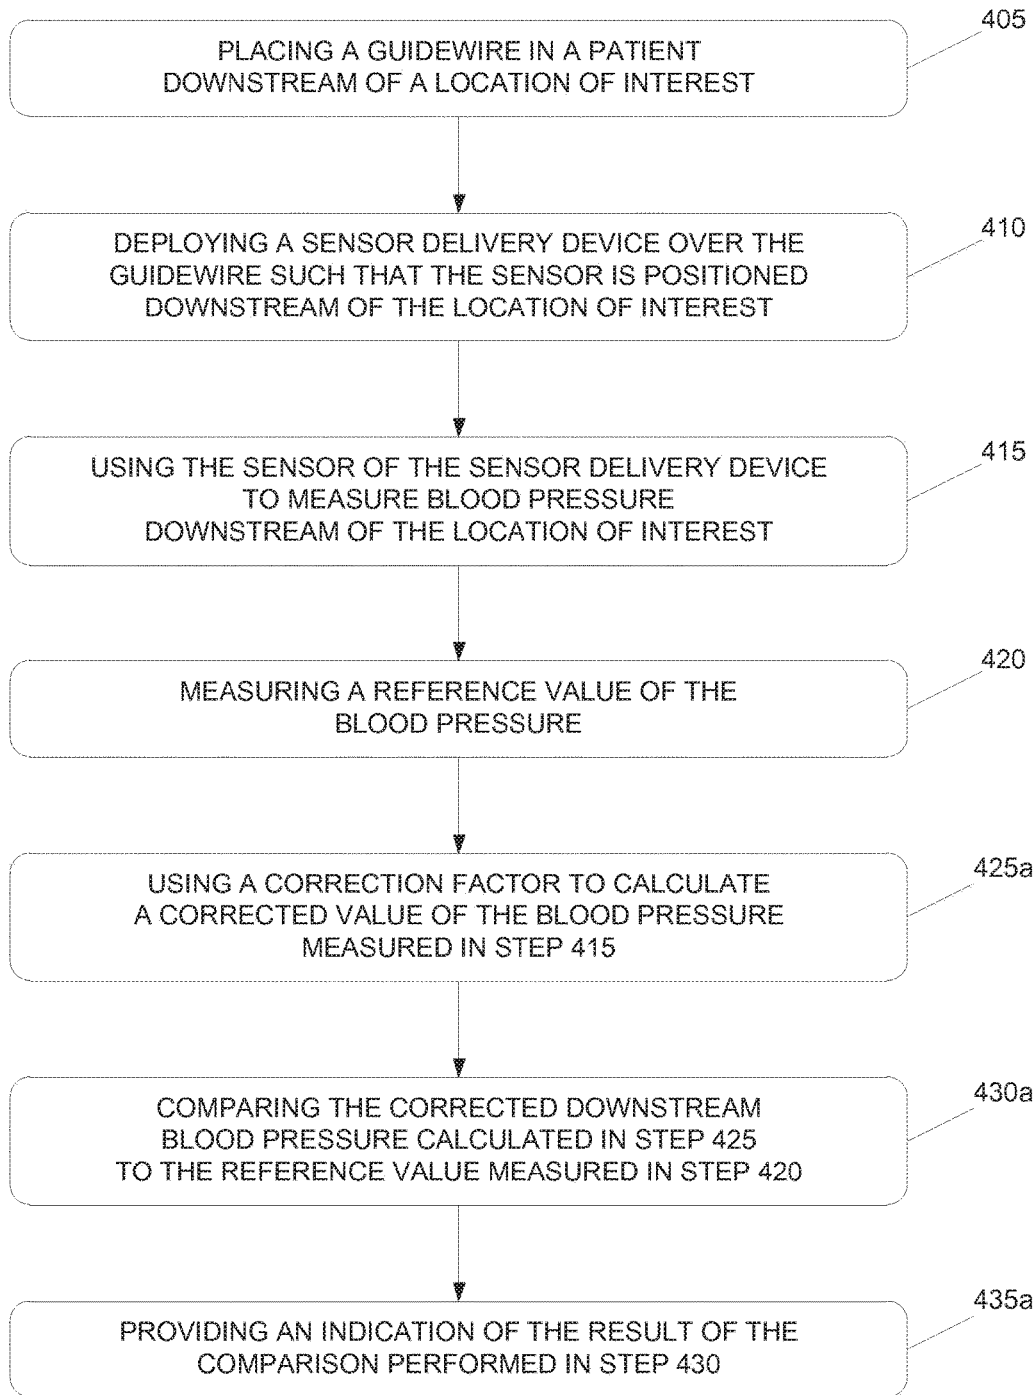 405
PLACING A GUIDEWIRE IN A PATIENT
DOWNSTREAM OF A LOCATION OF INTEREST
410
DEPLOYING A SENSOR DELIVERY DEVICE OVER THE
GUIDEWIRE SUCH THAT THE SENSOR IS POSITIONED
DOWNSTREAM OF THE LOCATION OF INTEREST
415
USING THE SENSOR OF THE SENSOR DELIVERY DEVICE
TO MEASURE BLOOD PRESSURE
DOWNSTREAM OF THE LOCATION OF INTEREST
420
MEASURING A REFERENCE VALUE OF THE
BLOOD PRESSURE
425a
USING A CORRECTION FACTOR TO CALCULATE
A CORRECTED VALUE OF THE BLOOD PRESSURE
MEASURED IN STEP 415
430a
COMPARING THE CORRECTED DOWNSTREAM
BLOOD PRESSURE CALCULATED IN STEP 425
TO THE REFERENCE VALUE MEASURED IN STEP 420
435a
PROVIDING AN INDICATION OF THE RESULT OF THE
COMPARISON PERFORMED IN STEP 430